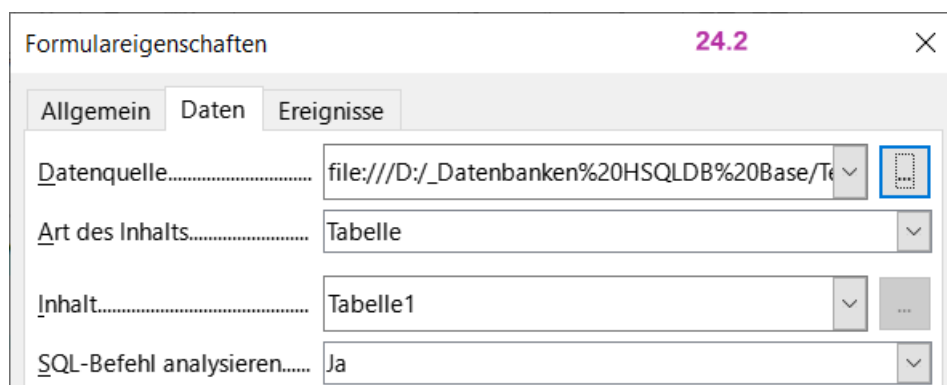 Formulareigenschaften 24.2
Allgemein Daten Ereignisse
Datenquelle............................. file:///D:/_Datenbanken%20HSQLDB%20Base/Te ...
Art des Inhalts........................ Tabelle
Inhalt.......................................... Tabelle1 ...
SQL-Befehl analysieren...... Ja